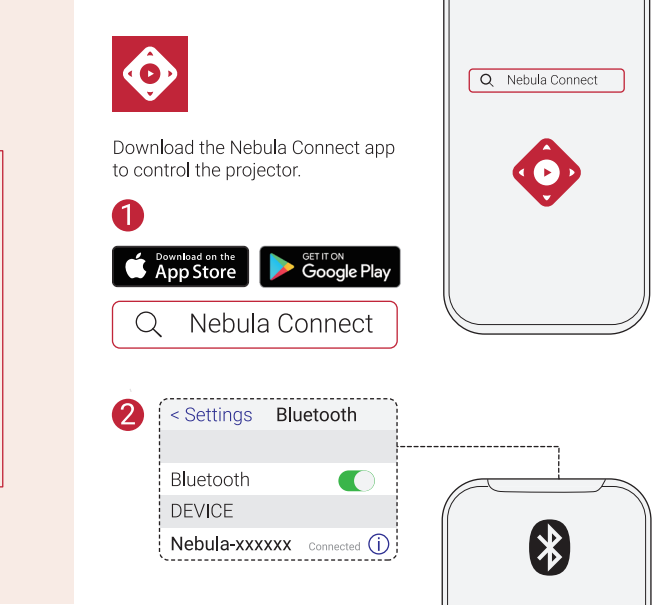 Nebula Connect
Download the Nebula Connect app
to control the projector.
1
Download on the
App Store
GET IT ON
Google Play
Nebula Connect
2
< Settings Bluetooth
Bluetooth
DEVICE
Nebula-xxxxxx Connected